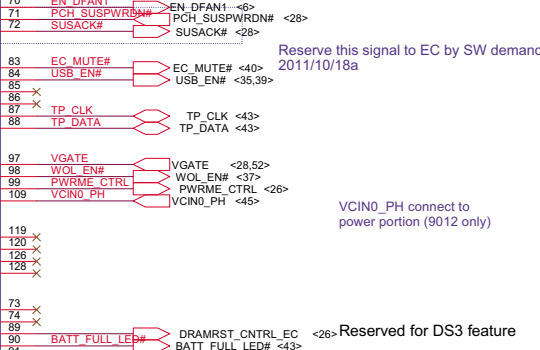 70 EN_DFAN1 EN_DFAN1 <6>
71 PCH_SUSPWRDN# PCH_SUSPWRDN# <28>
72 SUSACK# SUSACK# <28>
Reserve this signal to EC by SW demand
2011/10/18a
83 EC_MUTE# EC_MUTE# <40>
84 USB_EN# USB_EN# <35,39>
85
86
87 TP_CLK TP_CLK <43>
88 TP_DATA TP_DATA <43>
97 VGATE VGATE <28,52>
98 WOL_EN# WOL_EN# <37>
99 PWRME_CTRL PWRME_CTRL <26>
109 VCIN0_PH VCIN0_PH <45>
VCIN0_PH connect to
power portion (9012 only)
119
120
126
128
73
74
89 DRAMRST_CNTRL_EC <26> Reserved for DS3 feature
90 BATT_FULL_LED# BATT_FULL_LED# <43>
91